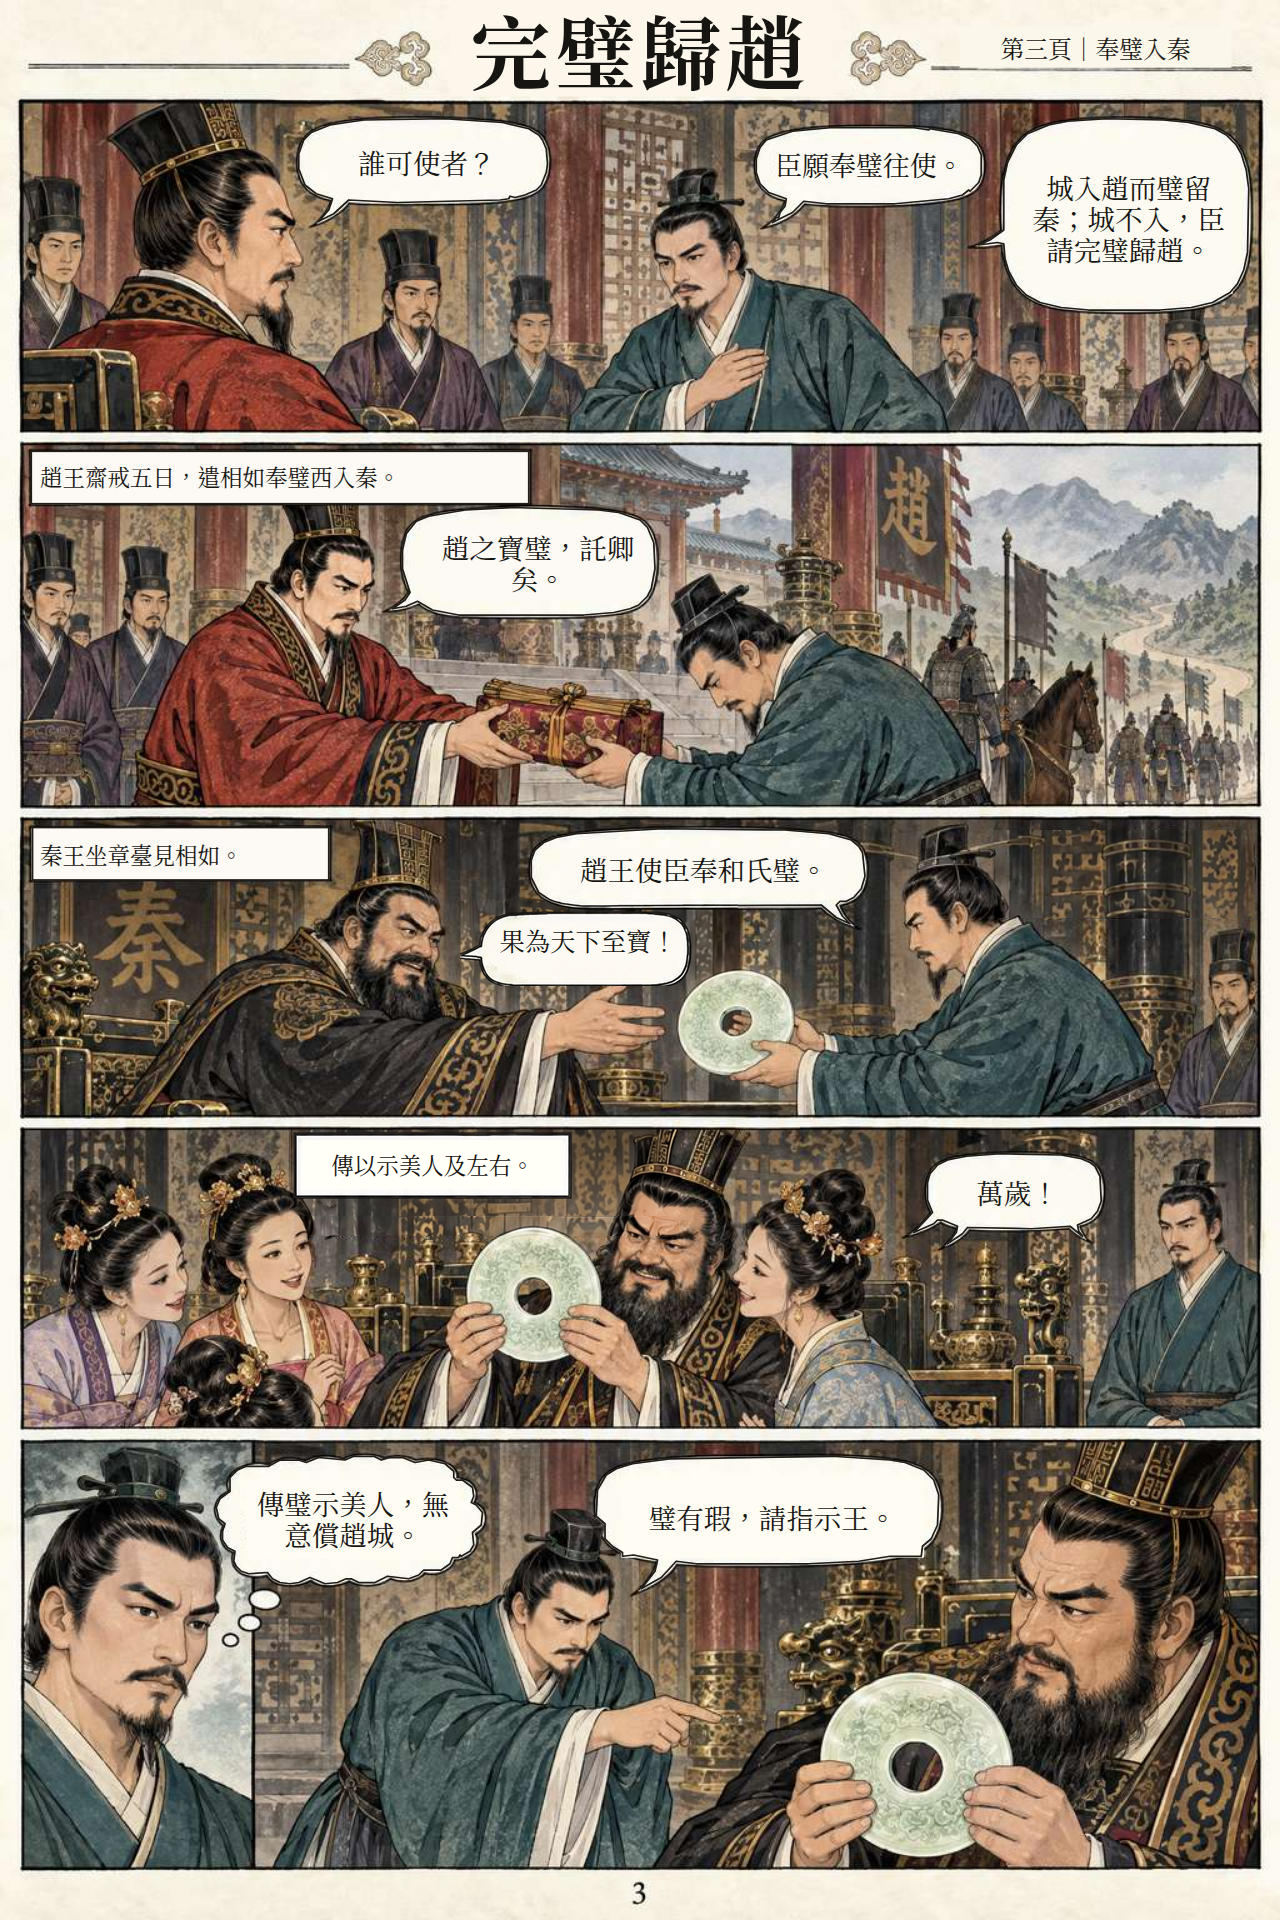 完璧歸趙
第三頁｜奉璧入秦
誰可使者？
臣願奉璧往使。
城入趙而璧留
秦；城不入，臣
請完璧歸趙。
趙王齋戒五日，遣相如奉璧西入秦。
趙之寶璧，託卿
矣。
趙
秦王坐章臺見相如。
趙王使臣奉和氏璧。
果為天下至寶！
秦
傳以示美人及左右。
萬歲！
傳璧示美人，無
意償趙城。
璧有瑕，請指示王。
3